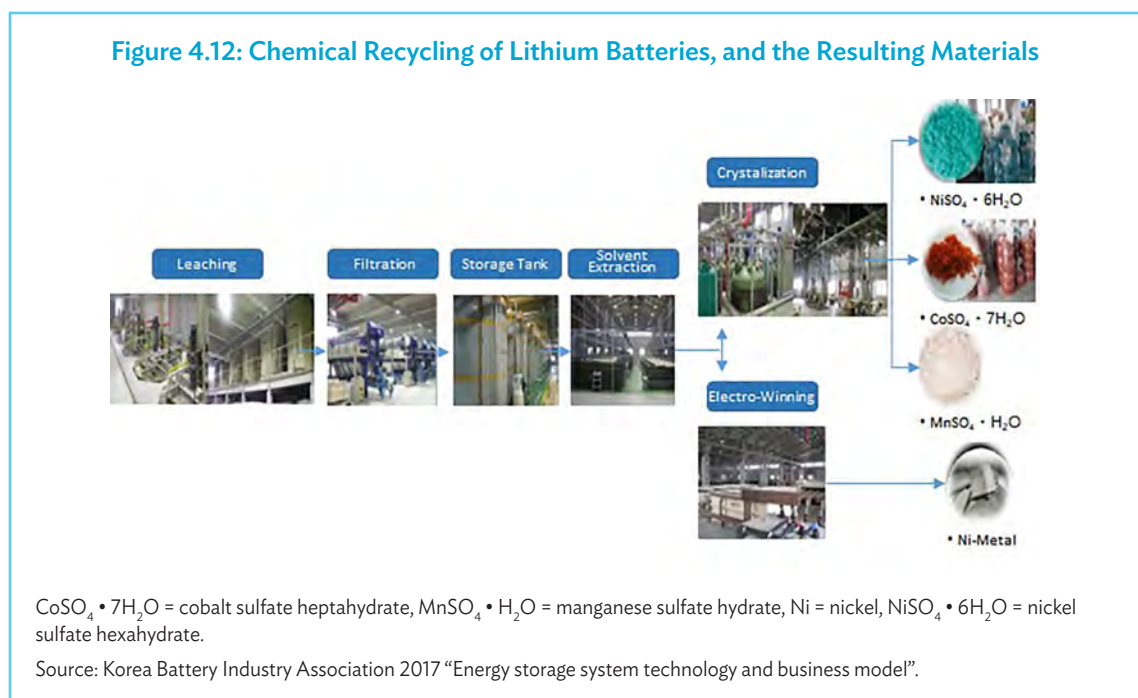 Figure 4.12: Chemical Recycling of Lithium Batteries, and the Resulting Materials
Leaching
Filtration
Storage Tank
Solvent
Extraction
Crystalization
• NiSO₄ · 6H₂O
• CoSO₄ · 7H₂O
• MnSO₄ · H₂O
Electro-Winning
• Ni-Metal
CoSO₄ • 7H₂O = cobalt sulfate heptahydrate, MnSO₄ • H₂O = manganese sulfate hydrate, Ni = nickel, NiSO₄ • 6H₂O = nickel
sulfate hexahydrate.
Source: Korea Battery Industry Association 2017 “Energy storage system technology and business model”.